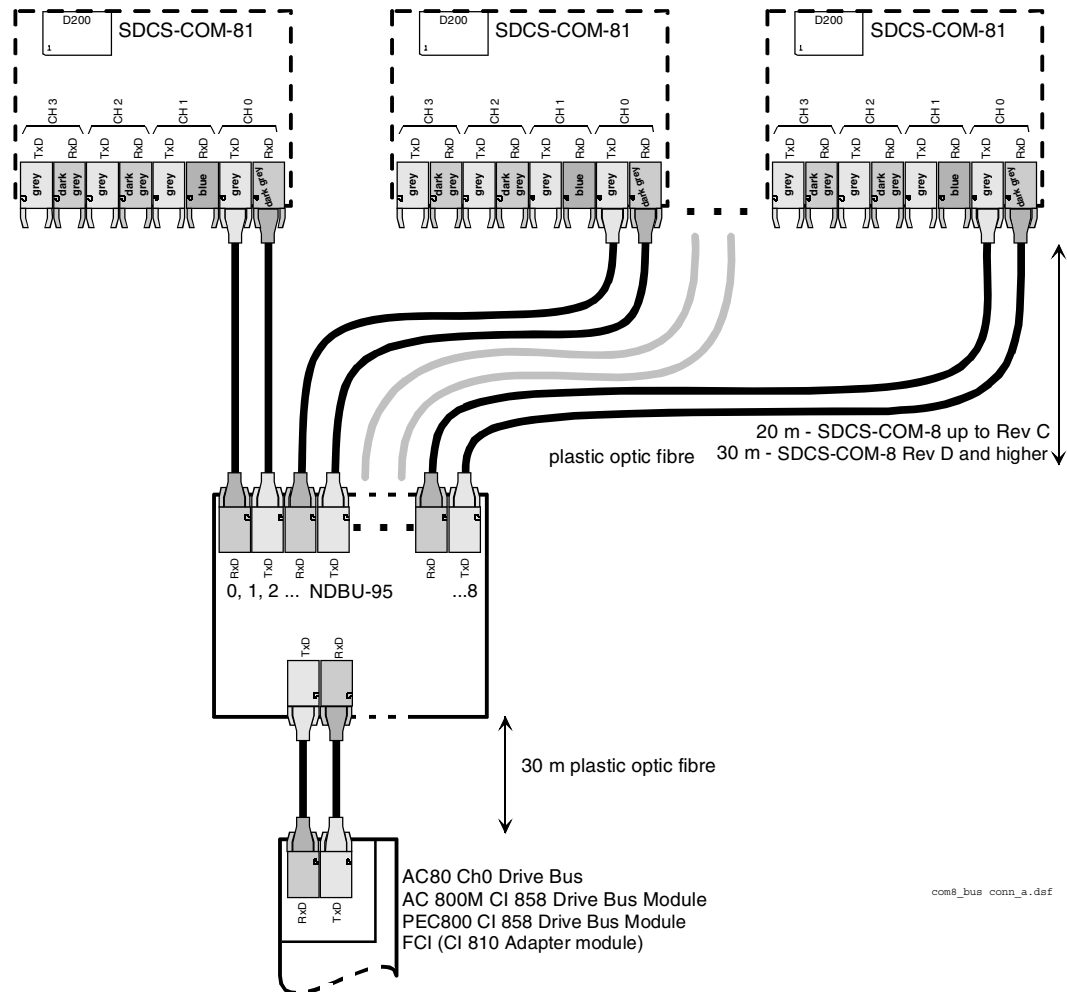 D200
1
SDCS-COM-81
D200
1
SDCS-COM-81
D200
1
SDCS-COM-81
CH 3
CH 2
CH 1
CH 0
CH 3
CH 2
CH 1
CH 0
CH 3
CH 2
CH 1
CH 0
TxD
RxD
TxD
RxD
TxD
RxD
TxD
RxD
TxD
RxD
TxD
RxD
TxD
RxD
TxD
RxD
TxD
RxD
TxD
RxD
TxD
RxD
TxD
RxD
grey
dark grey
grey
dark grey
grey
blue
grey
dark grey
grey
dark grey
grey
dark grey
grey
blue
grey
dark grey
grey
dark grey
grey
dark grey
grey
blue
grey
dark grey
20 m - SDCS-COM-8 up to Rev C
plastic optic fibre
30 m - SDCS-COM-8 Rev D and higher
RxD
TxD
RxD
TxD
RxD
TxD
0, 1, 2 ... NDBU-95 ...8
TxD
RxD
30 m plastic optic fibre
RxD
TxD
AC80 Ch0 Drive Bus
AC 800M CI 858 Drive Bus Module
PEC800 CI 858 Drive Bus Module
FCI (CI 810 Adapter module)
com8_bus conn_a.dsf